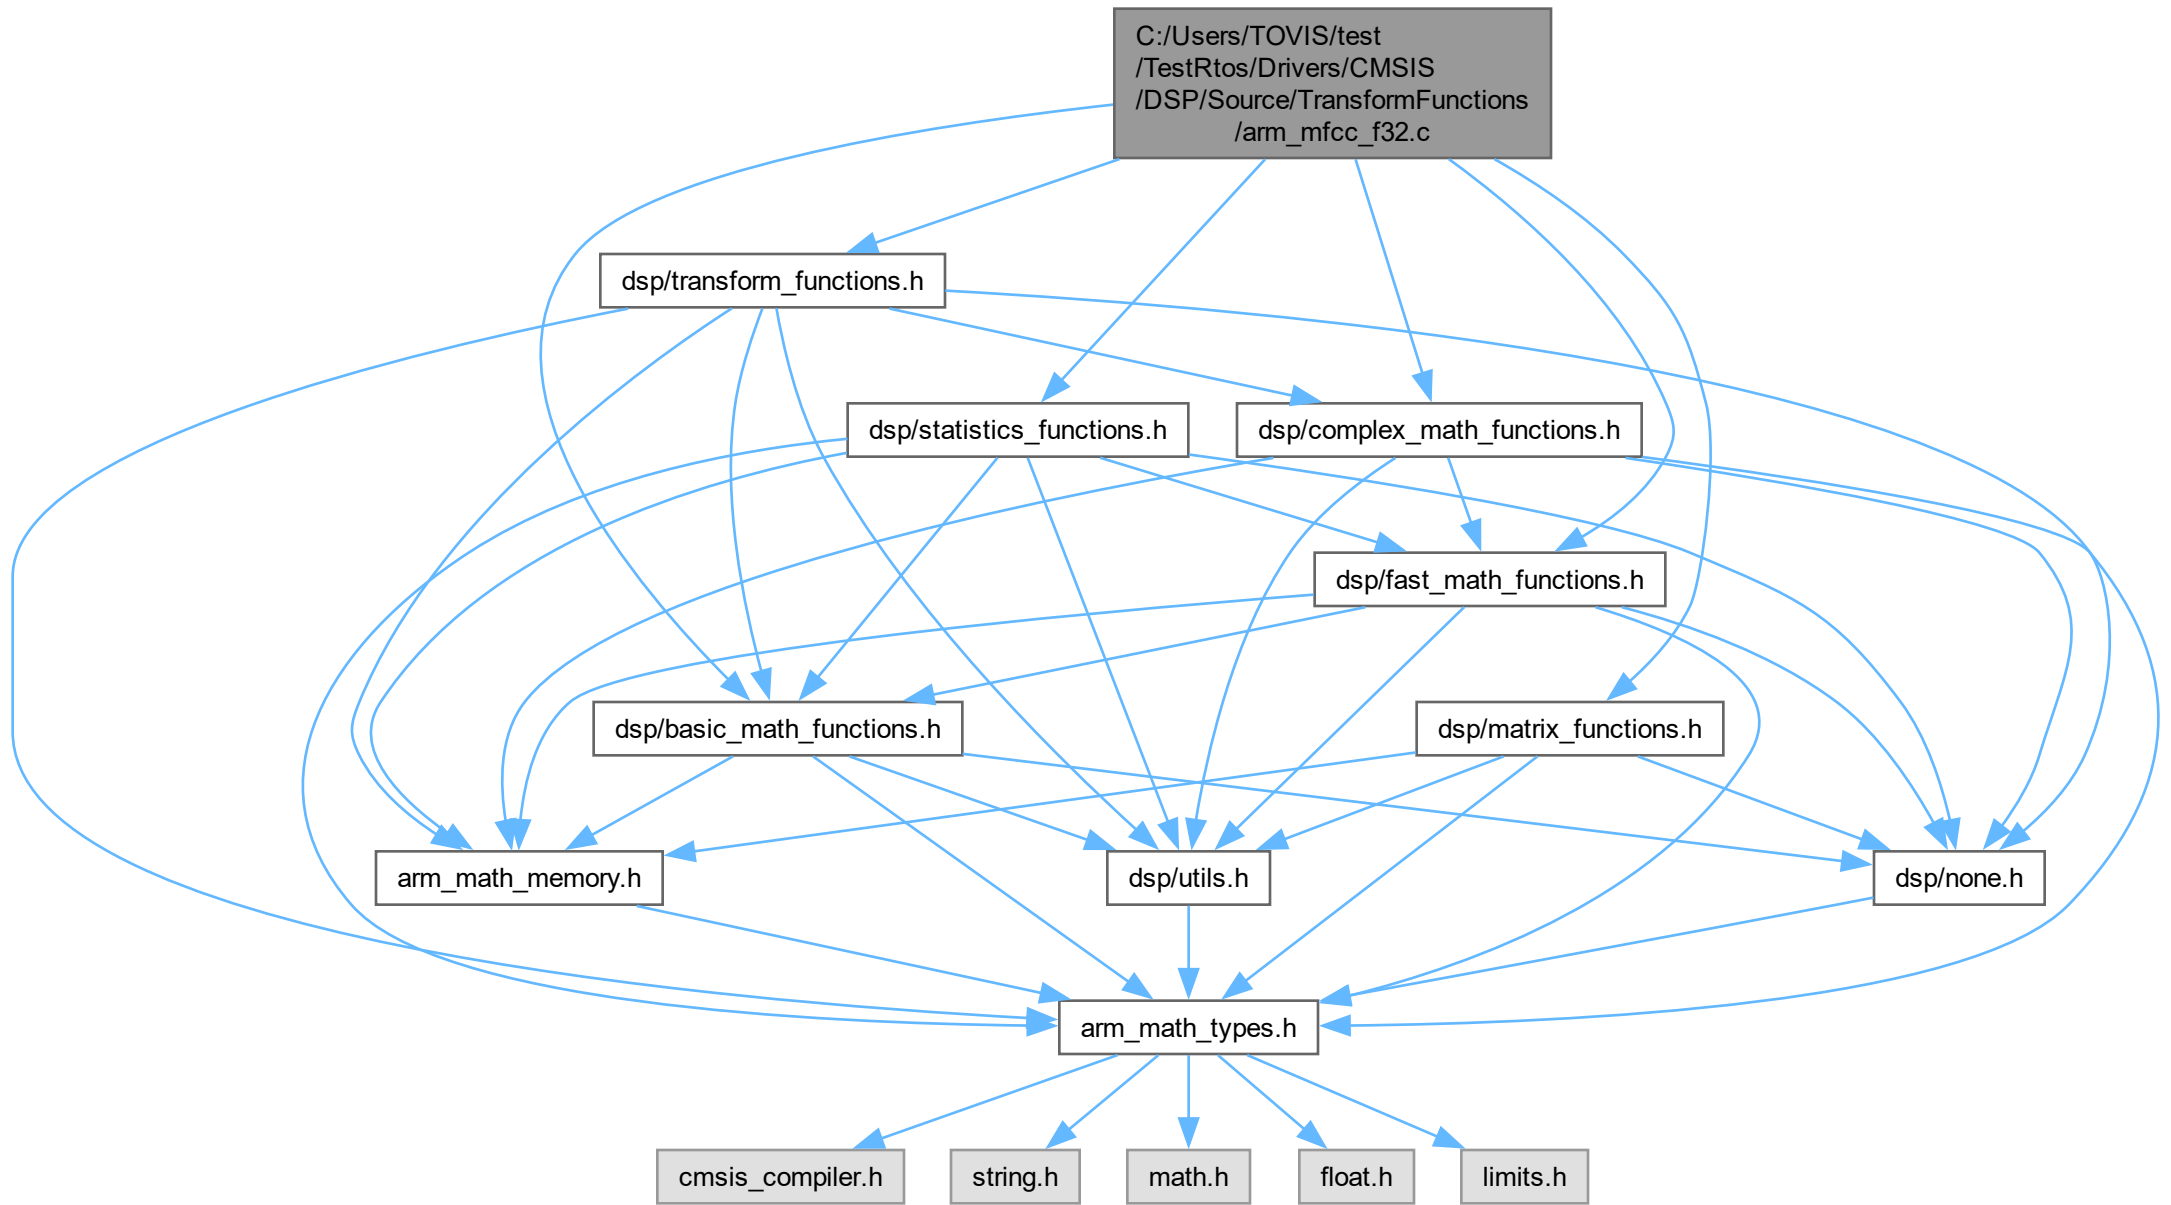 C:/Users/TOVIS/test
/TestRtos/Drivers/CMSIS
/DSP/Source/TransformFunctions
/arm_mfcc_f32.c
dsp/transform_functions.h
dsp/statistics_functions.h
dsp/complex_math_functions.h
dsp/fast_math_functions.h
dsp/basic_math_functions.h
dsp/matrix_functions.h
arm_math_memory.h
dsp/utils.h
dsp/none.h
arm_math_types.h
cmsis_compiler.h
string.h
math.h
float.h
limits.h